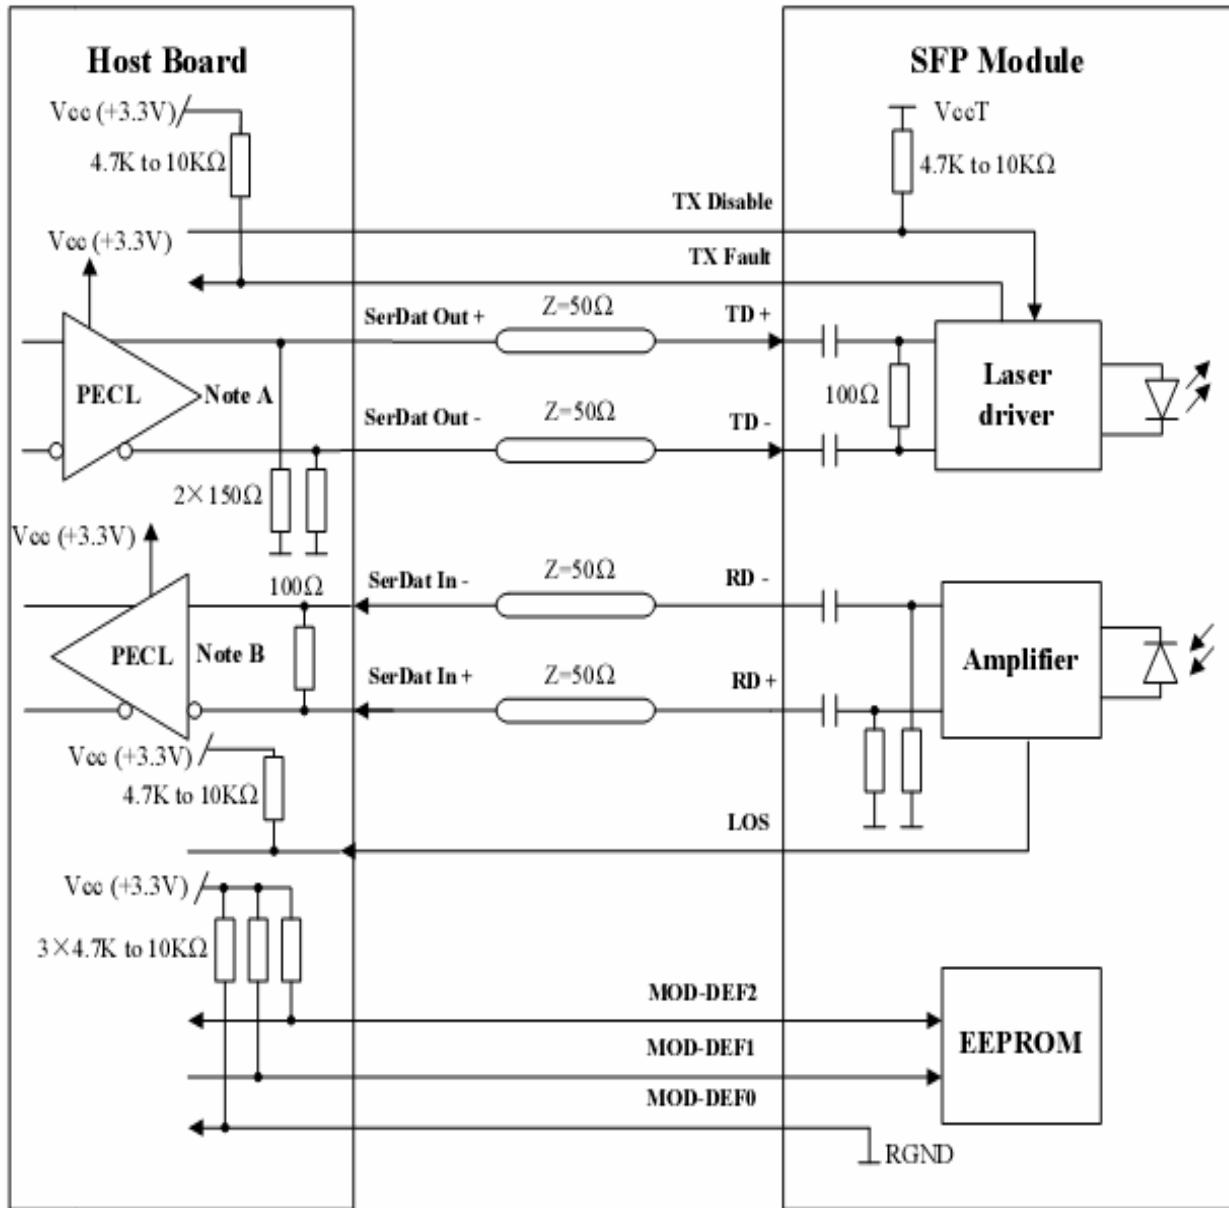 Host Board
SFP Module
Vcc (+3.3V)
VccT
4.7K to 10KΩ
4.7K to 10KΩ
TX Disable
Vcc (+3.3V)
TX Fault
SerDat Out +
Z=50Ω
TD +
PECL
Note A
100Ω
Laser
driver
SerDat Out -
Z=50Ω
TD -
2×150Ω
Vcc (+3.3V)
100Ω
SerDat In -
Z=50Ω
RD -
PECL
Note B
Amplifier
SerDat In +
Z=50Ω
RD +
Vcc (+3.3V)
4.7K to 10KΩ
LOS
Vcc (+3.3V)
3×4.7K to 10KΩ
MOD-DEF2
EEPROM
MOD-DEF1
MOD-DEF0
RGND